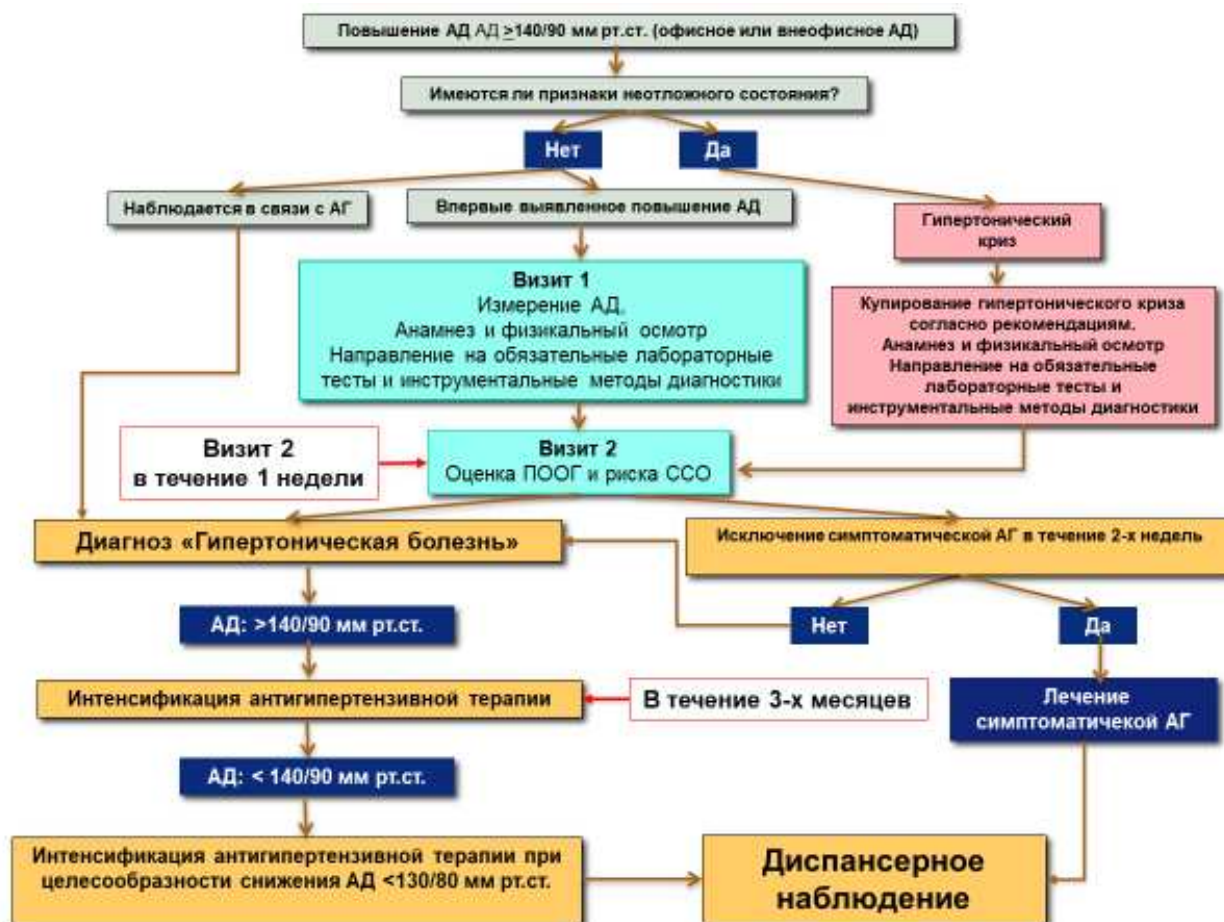 Повышение АД АД >140/90 мм рт.ст. (офисное или внеофисное АД)
Имеются ли признаки неотложного состояния?
Нет
Да
Наблюдается в связи с АГ
Впервые выявленное повышение АД
Гипертонический
криз
Визит 1
Измерение АД,
Анамнез и физикальный осмотр
Направление на обязательные лабораторные
тесты и инструментальные методы диагностики
Купирование гипертонического криза
согласно рекомендациям.
Анамнез и физикальный осмотр
Направление на обязательные
лабораторные тесты и
инструментальные методы диагностики
Визит 2
в течение 1 недели
Визит 2
Оценка ПООГ и риска ССО
Диагноз «Гипертоническая болезнь»
Исключение симптоматической АГ в течение 2-х недель
АД: >140/90 мм рт.ст.
Нет
Да
Интенсификация антигипертензивной терапии
В течение 3-х месяцев
Лечение
симптоматичекой АГ
АД: < 140/90 мм рт.ст.
Интенсификация антигипертензивной терапии при
целесообразности снижения АД <130/80 мм рт.ст.
Диспансерное
наблюдение